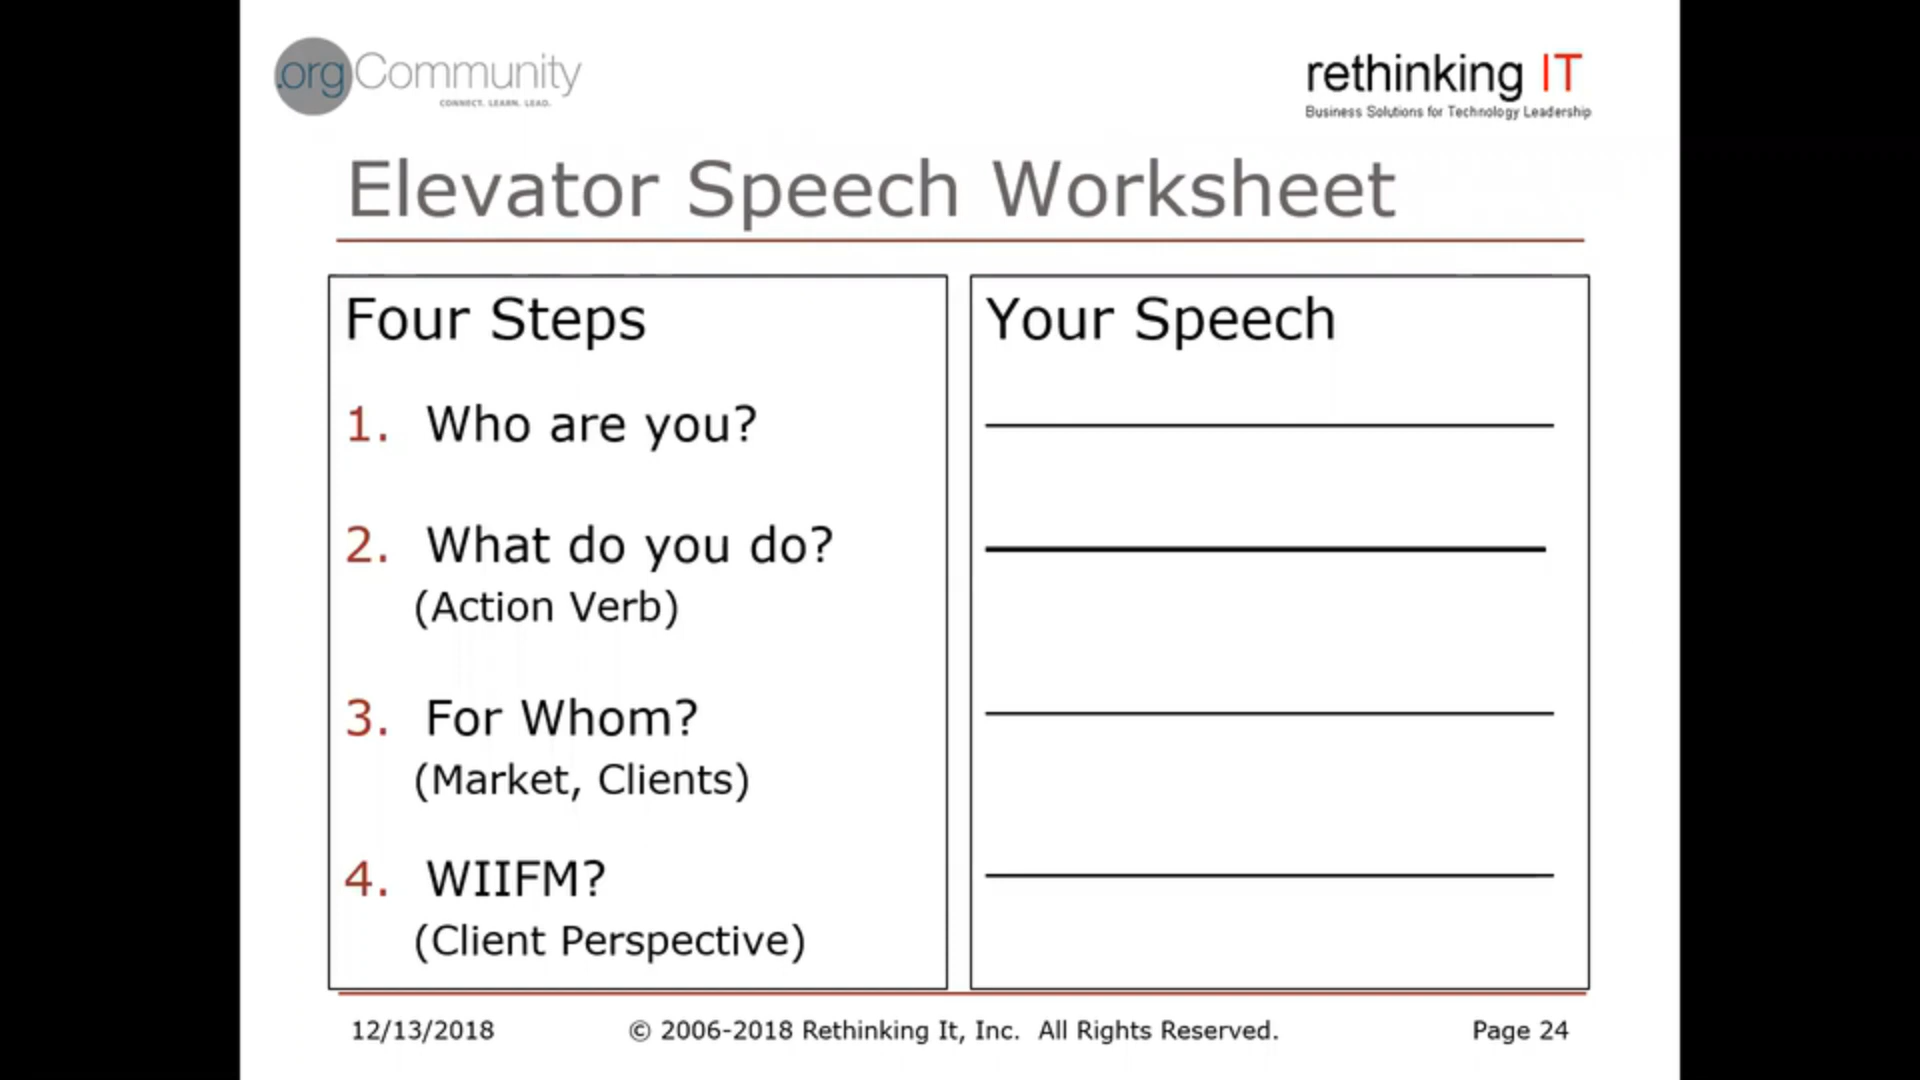 .orgCommunity
CONNECT. LEARN. LEAD.
rethinking IT
Business Solutions for Technology Leadership
Elevator Speech Worksheet
Four Steps
1. Who are you?
2. What do you do?
(Action Verb)
3. For Whom?
(Market, Clients)
4. WIIFM?
(Client Perspective)
Your Speech
12/13/2018 © 2006-2018 Rethinking It, Inc. All Rights Reserved. Page 24